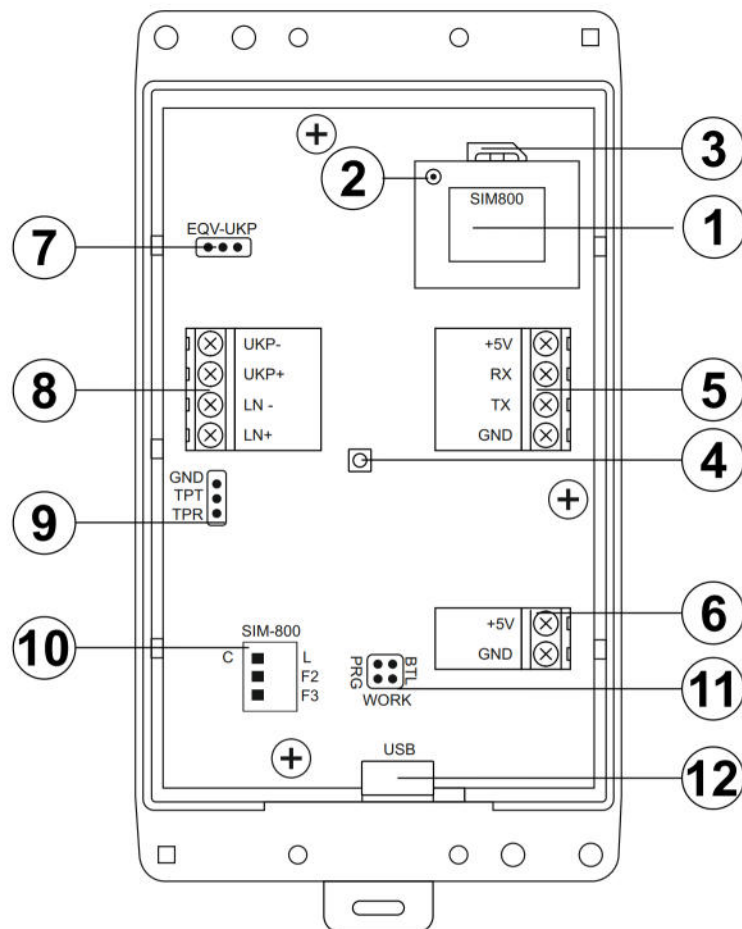 3
2
SIM800
1
EQV-UKP
7
UKP-
UKP+
LN -
LN+
8
+5V
RX
TX
GND
5
4
GND
TPT
TPR
9
+5V
GND
6
SIM-800
C
L
F2
F3
10
PRG
BTL
WORK
11
USB
12